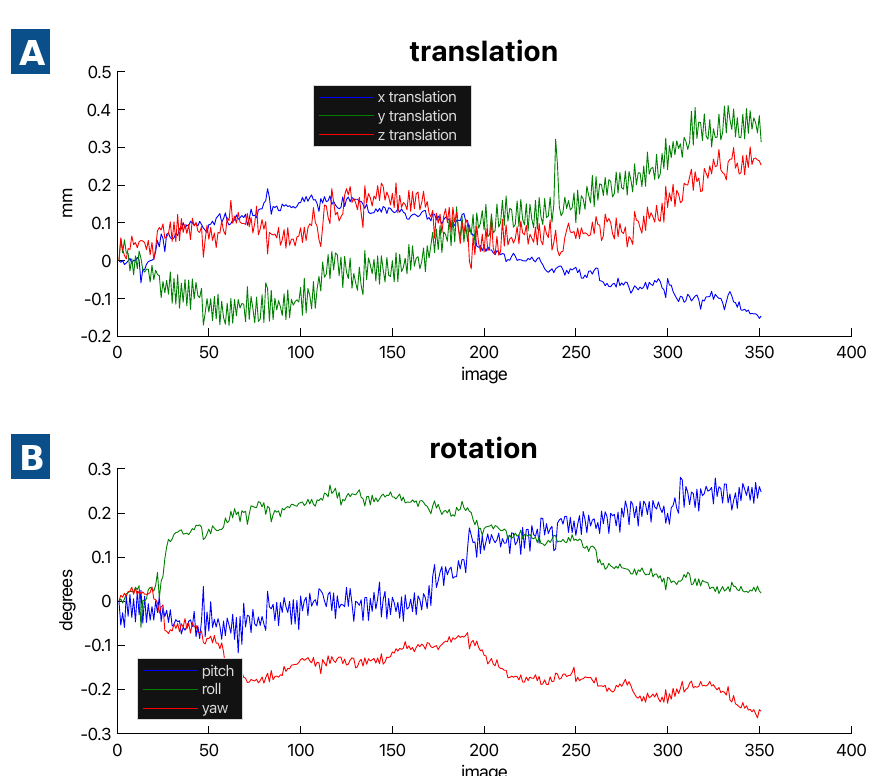 A
translation
0.5
0.4
0.3
0.2
0.1
0
-0.1
-0.2
mm
x translation
y translation
z translation
0 50 100 150 200 250 300 350 400
image
B
rotation
0.3
0.2
0.1
0
-0.1
-0.2
-0.3
degrees
pitch
roll
yaw
0 50 100 150 200 250 300 350 400
image